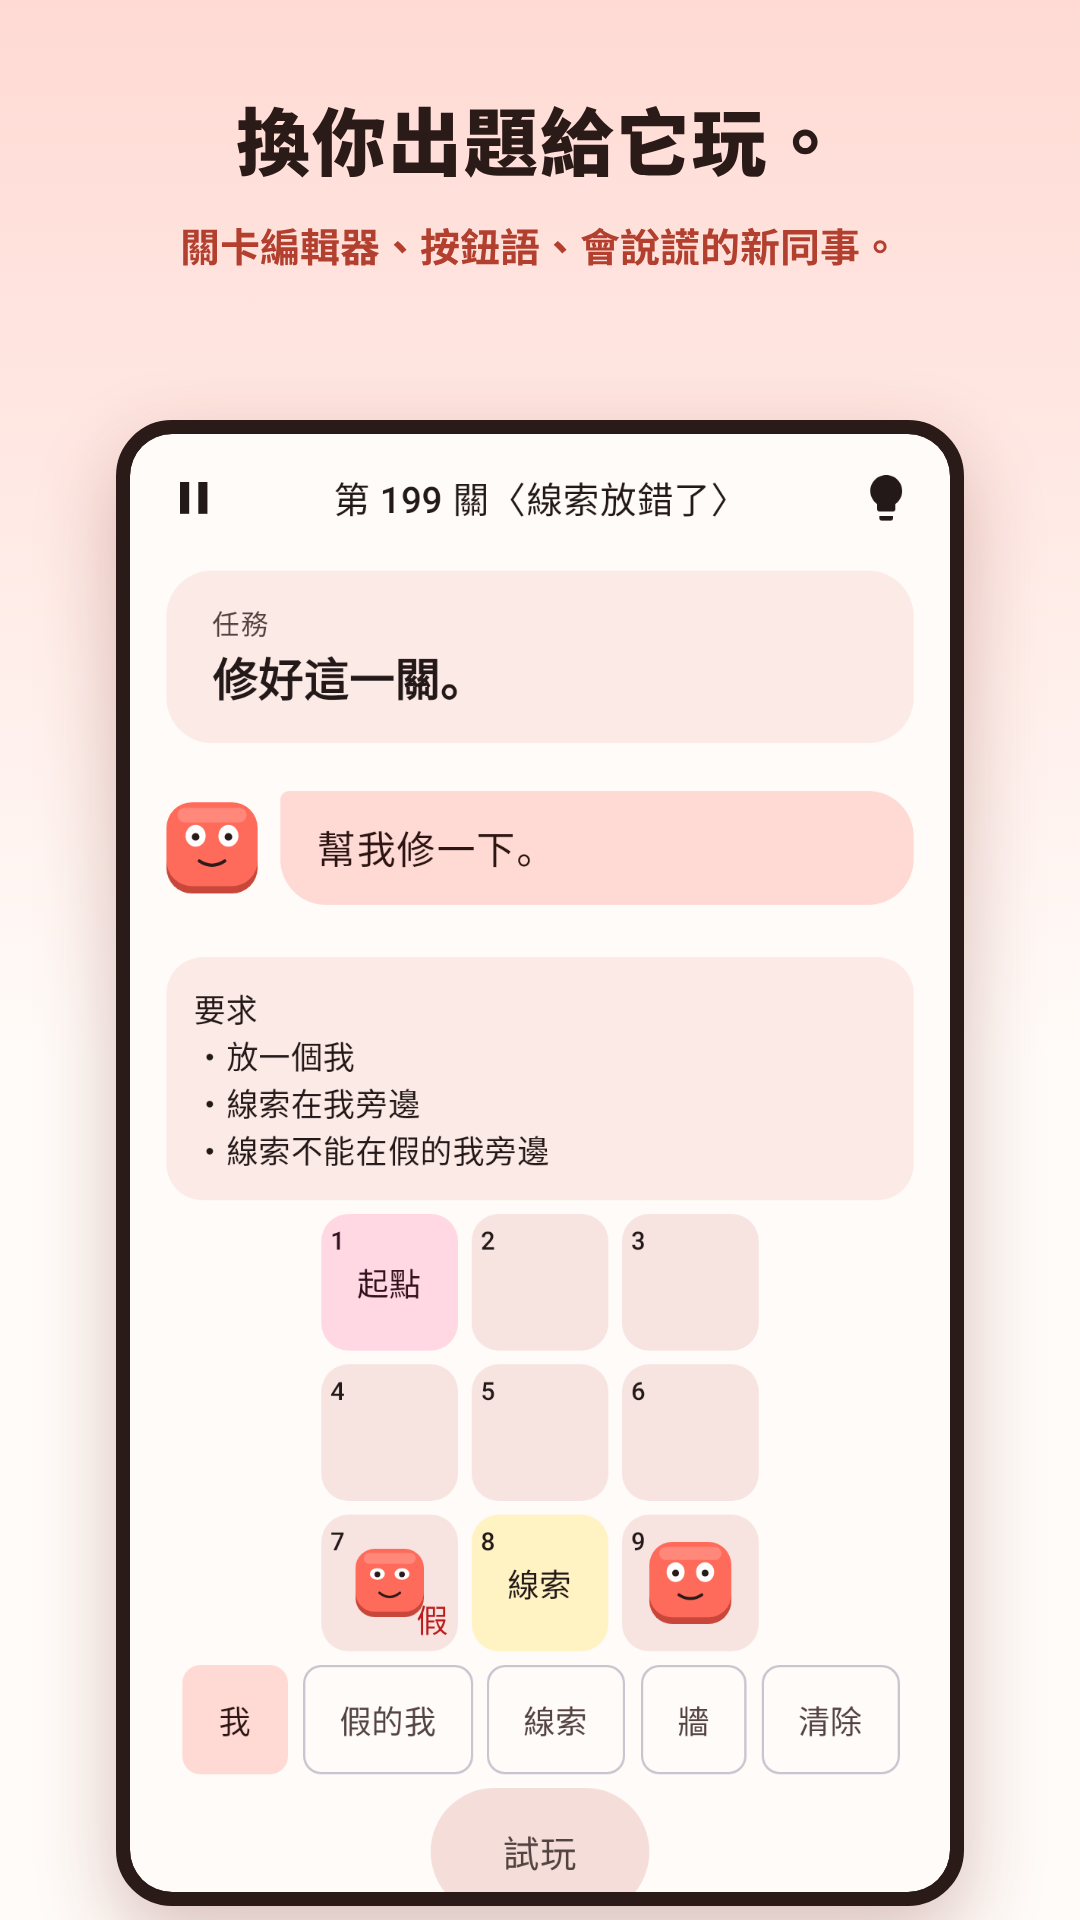 換你出題給它玩。
關卡編輯器、按鈕語、會說謊的新同事。
第 199 關〈線索放錯了〉
任務
修好這一關。
幫我修一下。
要求
・放一個我
・線索在我旁邊
・線索不能在假的我旁邊
1
起點
2
3
4
5
6
7
假
8
線索
9
我
假的我
線索
牆
清除
試玩